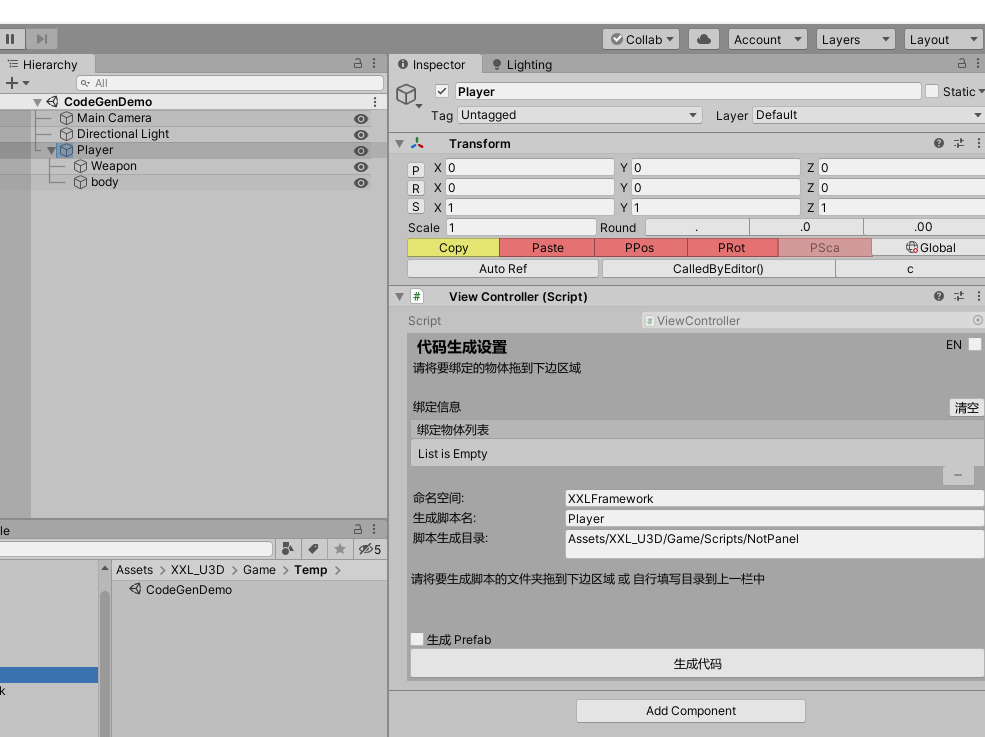 Collab
Account
Layers
Layout
Hierarchy
All
CodeGenDemo
Main Camera
Directional Light
Player
Weapon
body
le
5
Assets > XXL_U3D > Game > Temp >
CodeGenDemo
k
Inspector Lighting
Player Static
Tag Untagged Layer Default
Transform
P X 0 Y 0 Z 0
R X 0 Y 0 Z 0
S X 1 Y 1 Z 1
Scale 1 Round . .0 .00
Copy Paste PPos PRot PSca Global
Auto Ref CalledByEditor() c
# View Controller (Script)
Script # ViewController
代码生成设置 EN
请将要绑定的物体拖到下边区域
绑定信息 清空
绑定物体列表
List is Empty
−
命名空间: XXLFramework
生成脚本名: Player
脚本生成目录: Assets/XXL_U3D/Game/Scripts/NotPanel
请将要生成脚本的文件夹拖到下边区域 或 自行填写目录到上一栏中
生成 Prefab
生成代码
Add Component